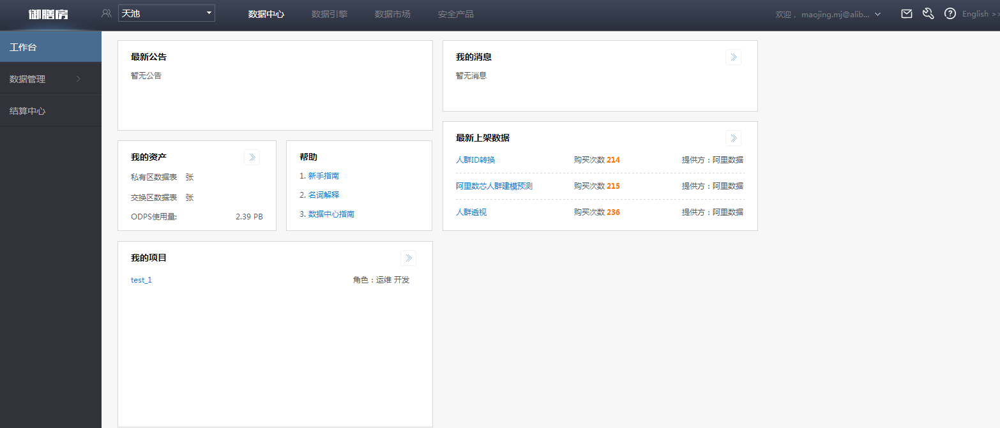 御膳房 天池 数据中心 数据引擎 数据市场 安全产品 欢迎， maojing.mj@alib... English >>
工作台
数据管理
结算中心
最新公告
暂无公告
我的消息
暂无消息
我的资产
私有区数据表 张
交换区数据表 张
ODPS使用量: 2.39 PB
帮助
1. 新手指南
2. 名词解释
3. 数据中心指南
最新上架数据
人群ID转换 购买次数 214 提供方：阿里数据
阿里数芯人群建模预测 购买次数 215 提供方：阿里数据
人群透视 购买次数 236 提供方：阿里数据
我的项目
test_1 角色：运维 开发